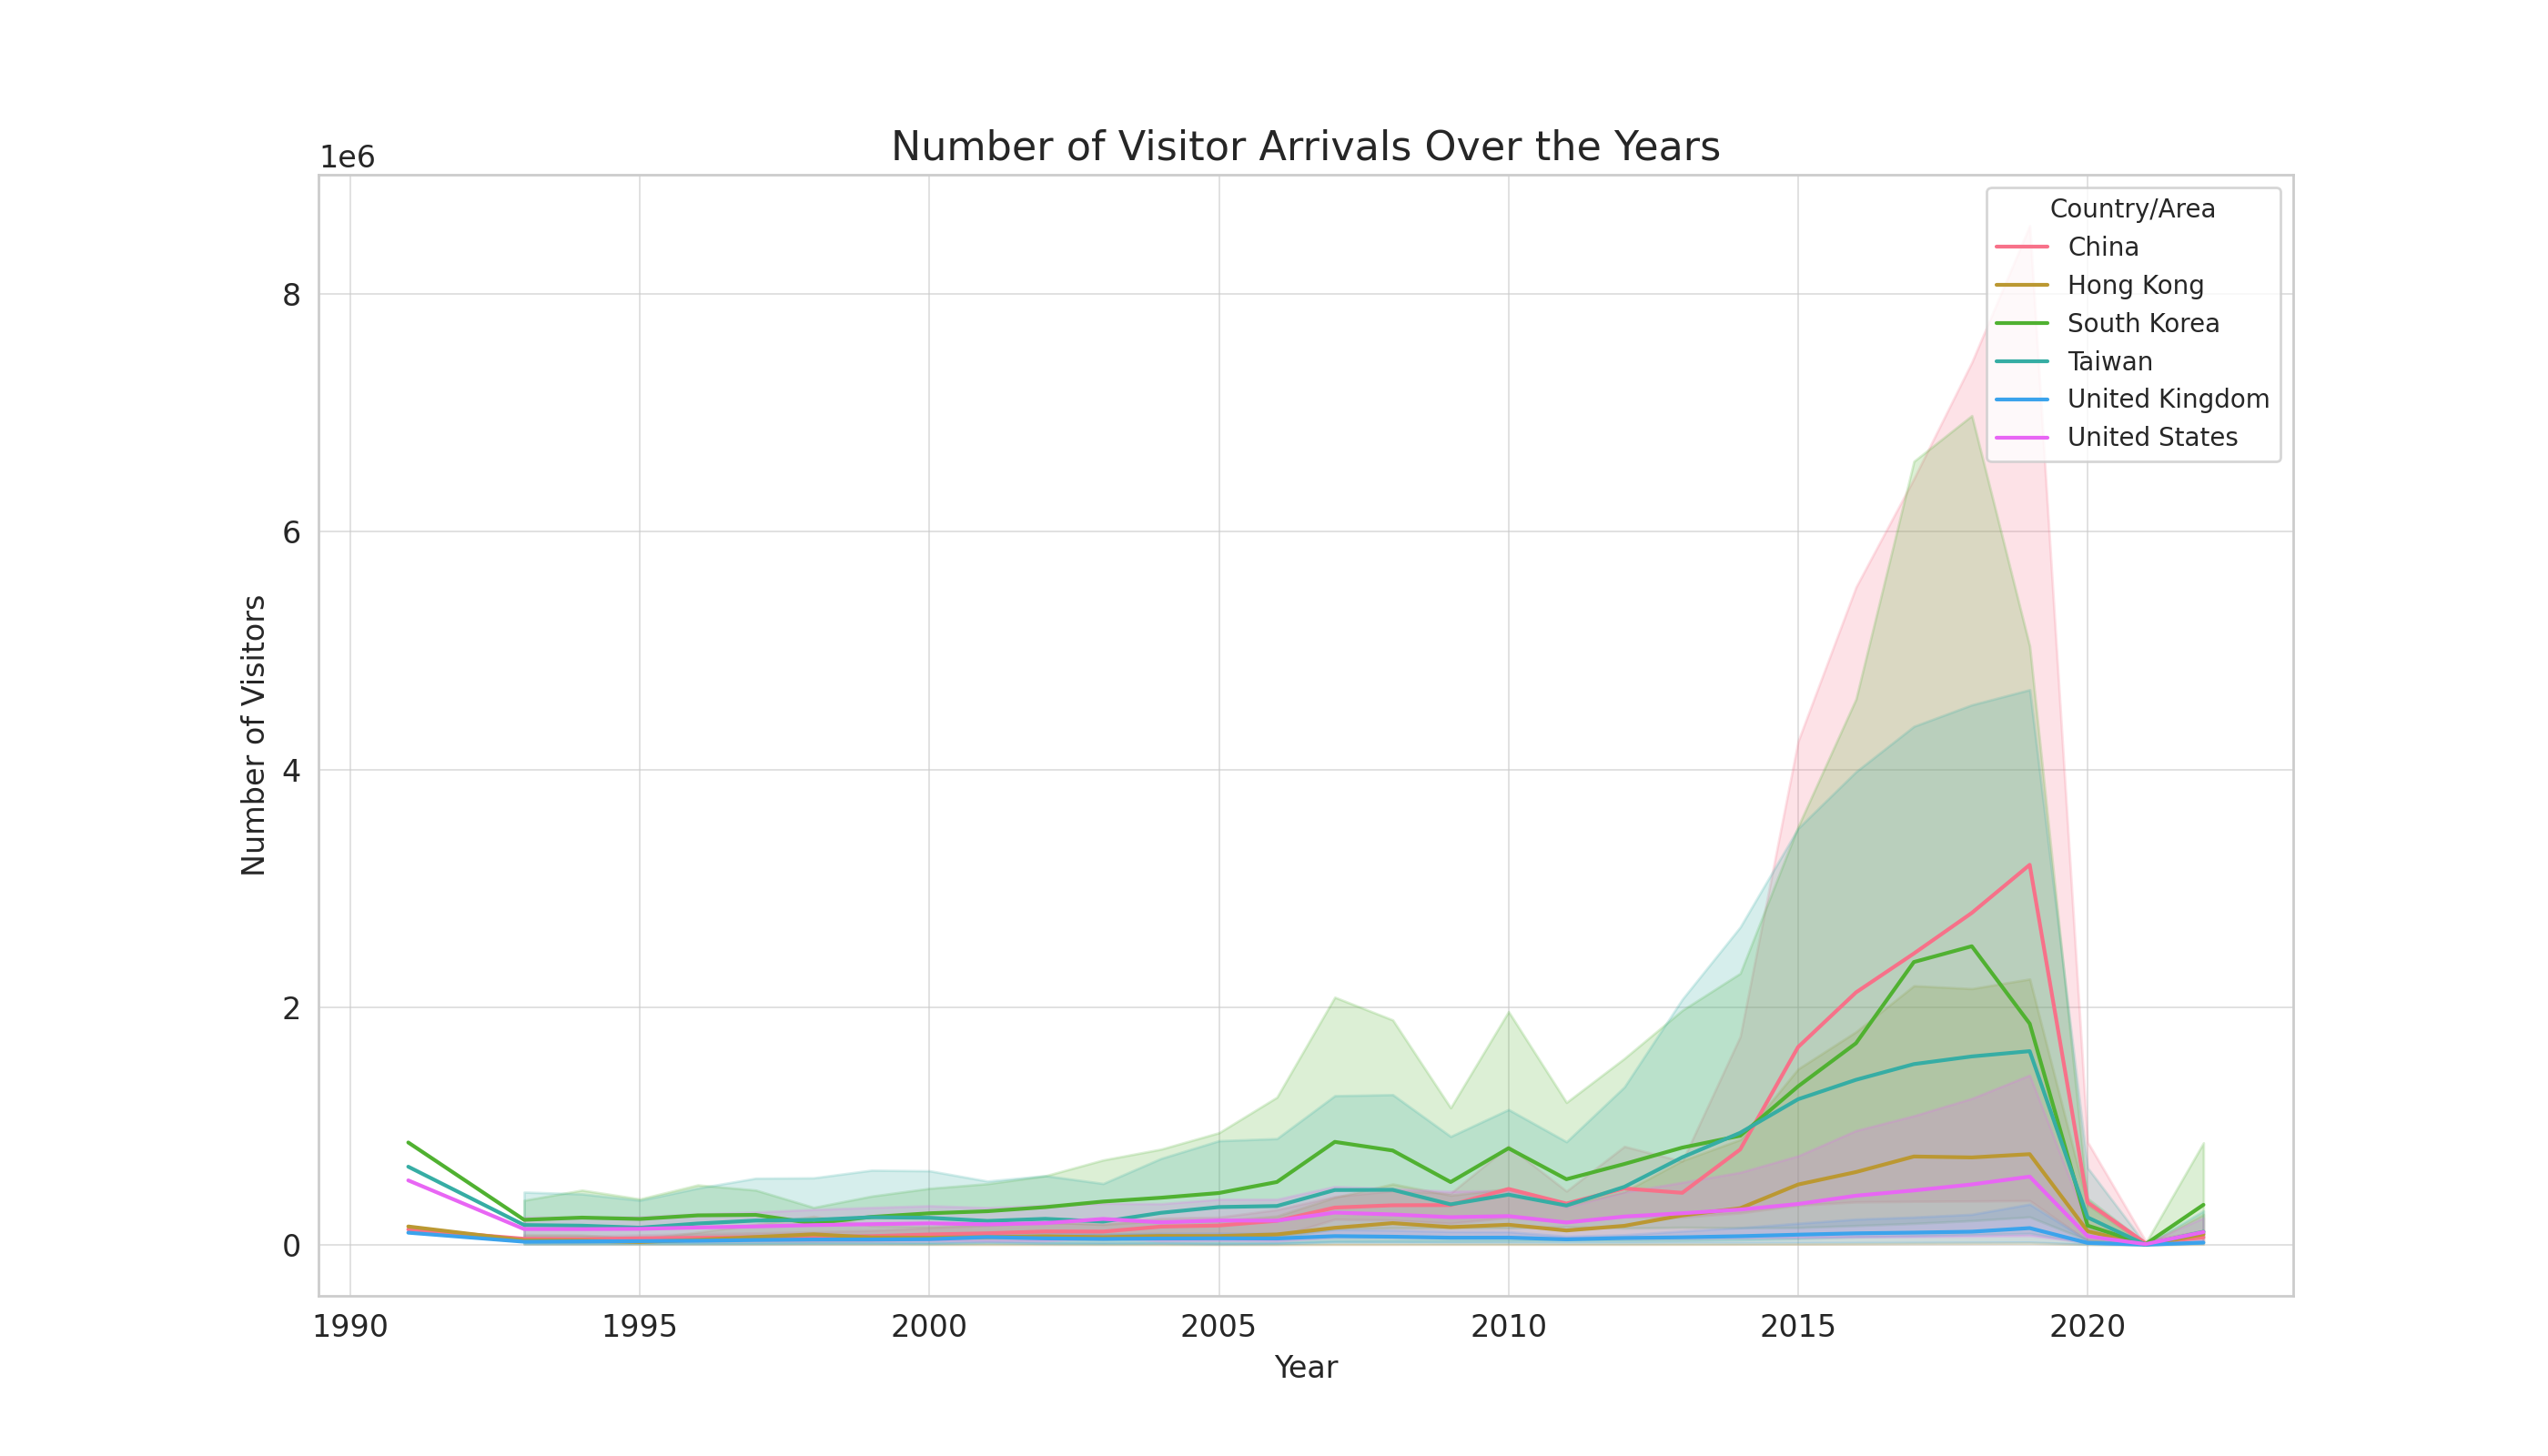 Number of Visitor Arrivals Over the Years
1e6
Country/Area
China
Hong Kong
South Korea
Taiwan
United Kingdom
United States
8
6
4
2
0
Number of Visitors
1990 1995 2000 2005 2010 2015 2020
Year